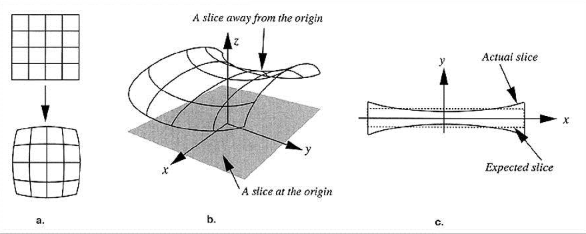 A slice away from the origin
z
y
x
A slice at the origin
y
Actual slice
x
Expected slice
a.
b.
c.